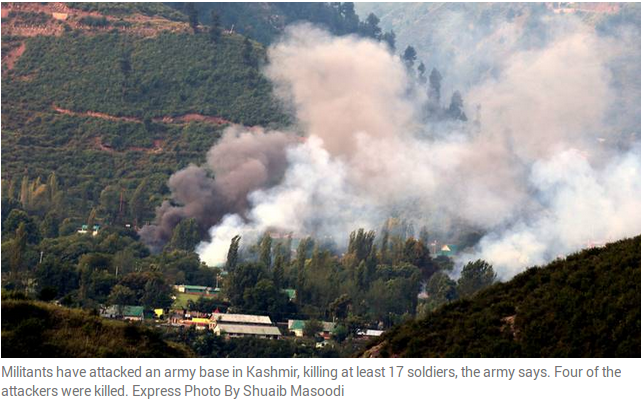 Militants have attacked an army base in Kashmir, killing at least 17 soldiers, the army says. Four of the
attackers were killed. Express Photo By Shuaib Masoodi